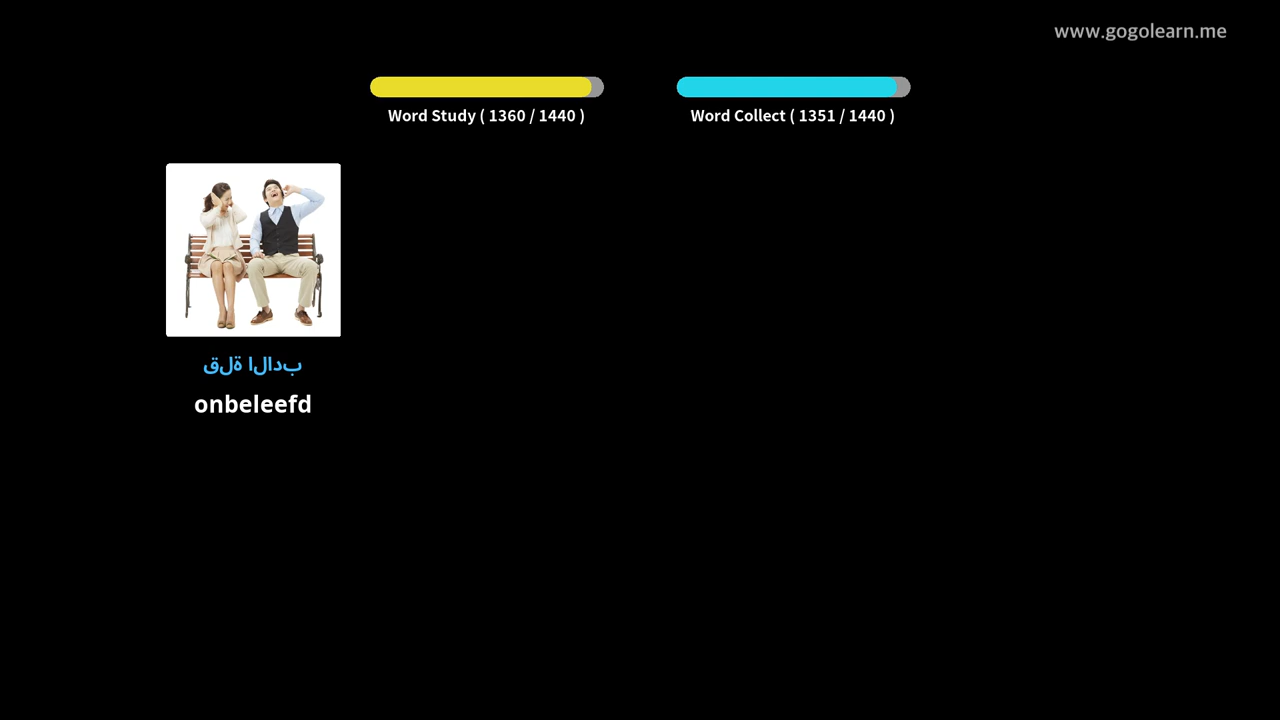 www.gogolearn.me
Word Study ( 1360 / 1440 )
Word Collect ( 1351 / 1440 )
قلة الادب
onbeleefd